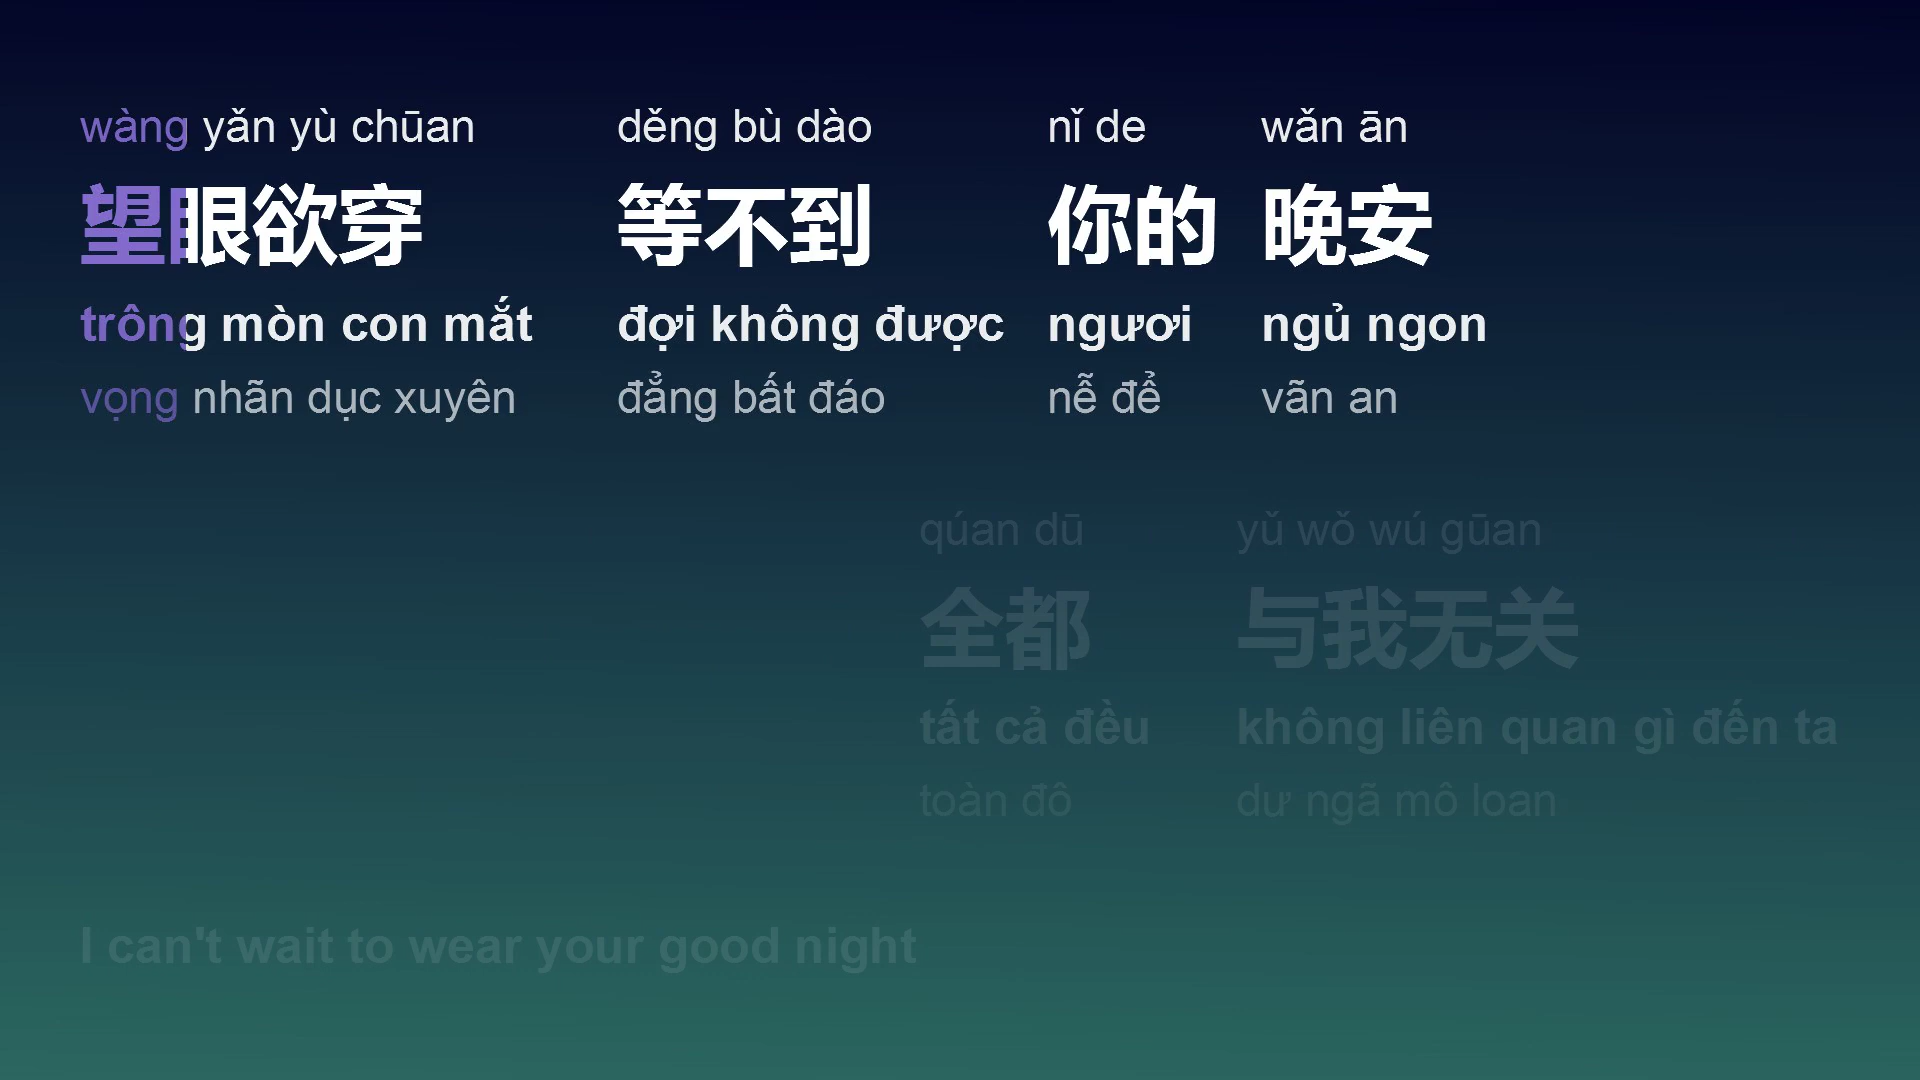 wàng yǎn yù chūan děng bù dào nǐ de wǎn ān
望眼欲穿 等不到 你的 晚安
trông mòn con mắt đợi không được ngươi ngủ ngon
vọng nhãn dục xuyên đẳng bất đáo nễ để vãn an
qúan dū yǔ wǒ wú gūan
全都 与我无关
tất cả đều không liên quan gì đến ta
toàn đô dư ngã mô loan
I can't wait to wear your good night